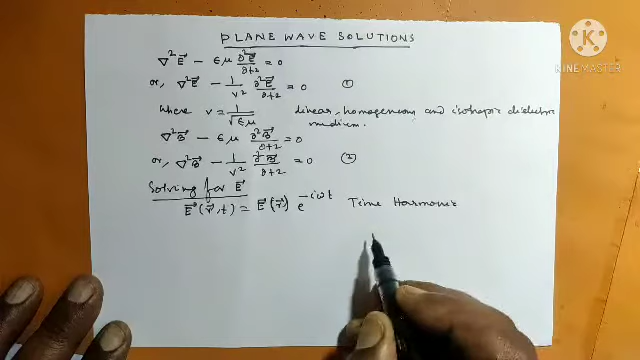 PLANE WAVE SOLUTIONS
∇²E⃗ − ϵμ ∂²E⃗/∂t2 = 0
or, ∇²E⃗ − 1/v² ∂²E⃗/∂t2 = 0 ①
where v = 1/√ϵμ linear, homogeneous and isotropic dielectric
medium.
∇²B⃗ − ϵμ ∂²B⃗/∂t2 = 0
or, ∇²B⃗ − 1/v² ∂²B⃗/∂t2 = 0 ②
Solving for E⃗
E⃗(r⃗,t) = E⃗(r⃗) e^−iωt Time Harmonic
KINEMASTER